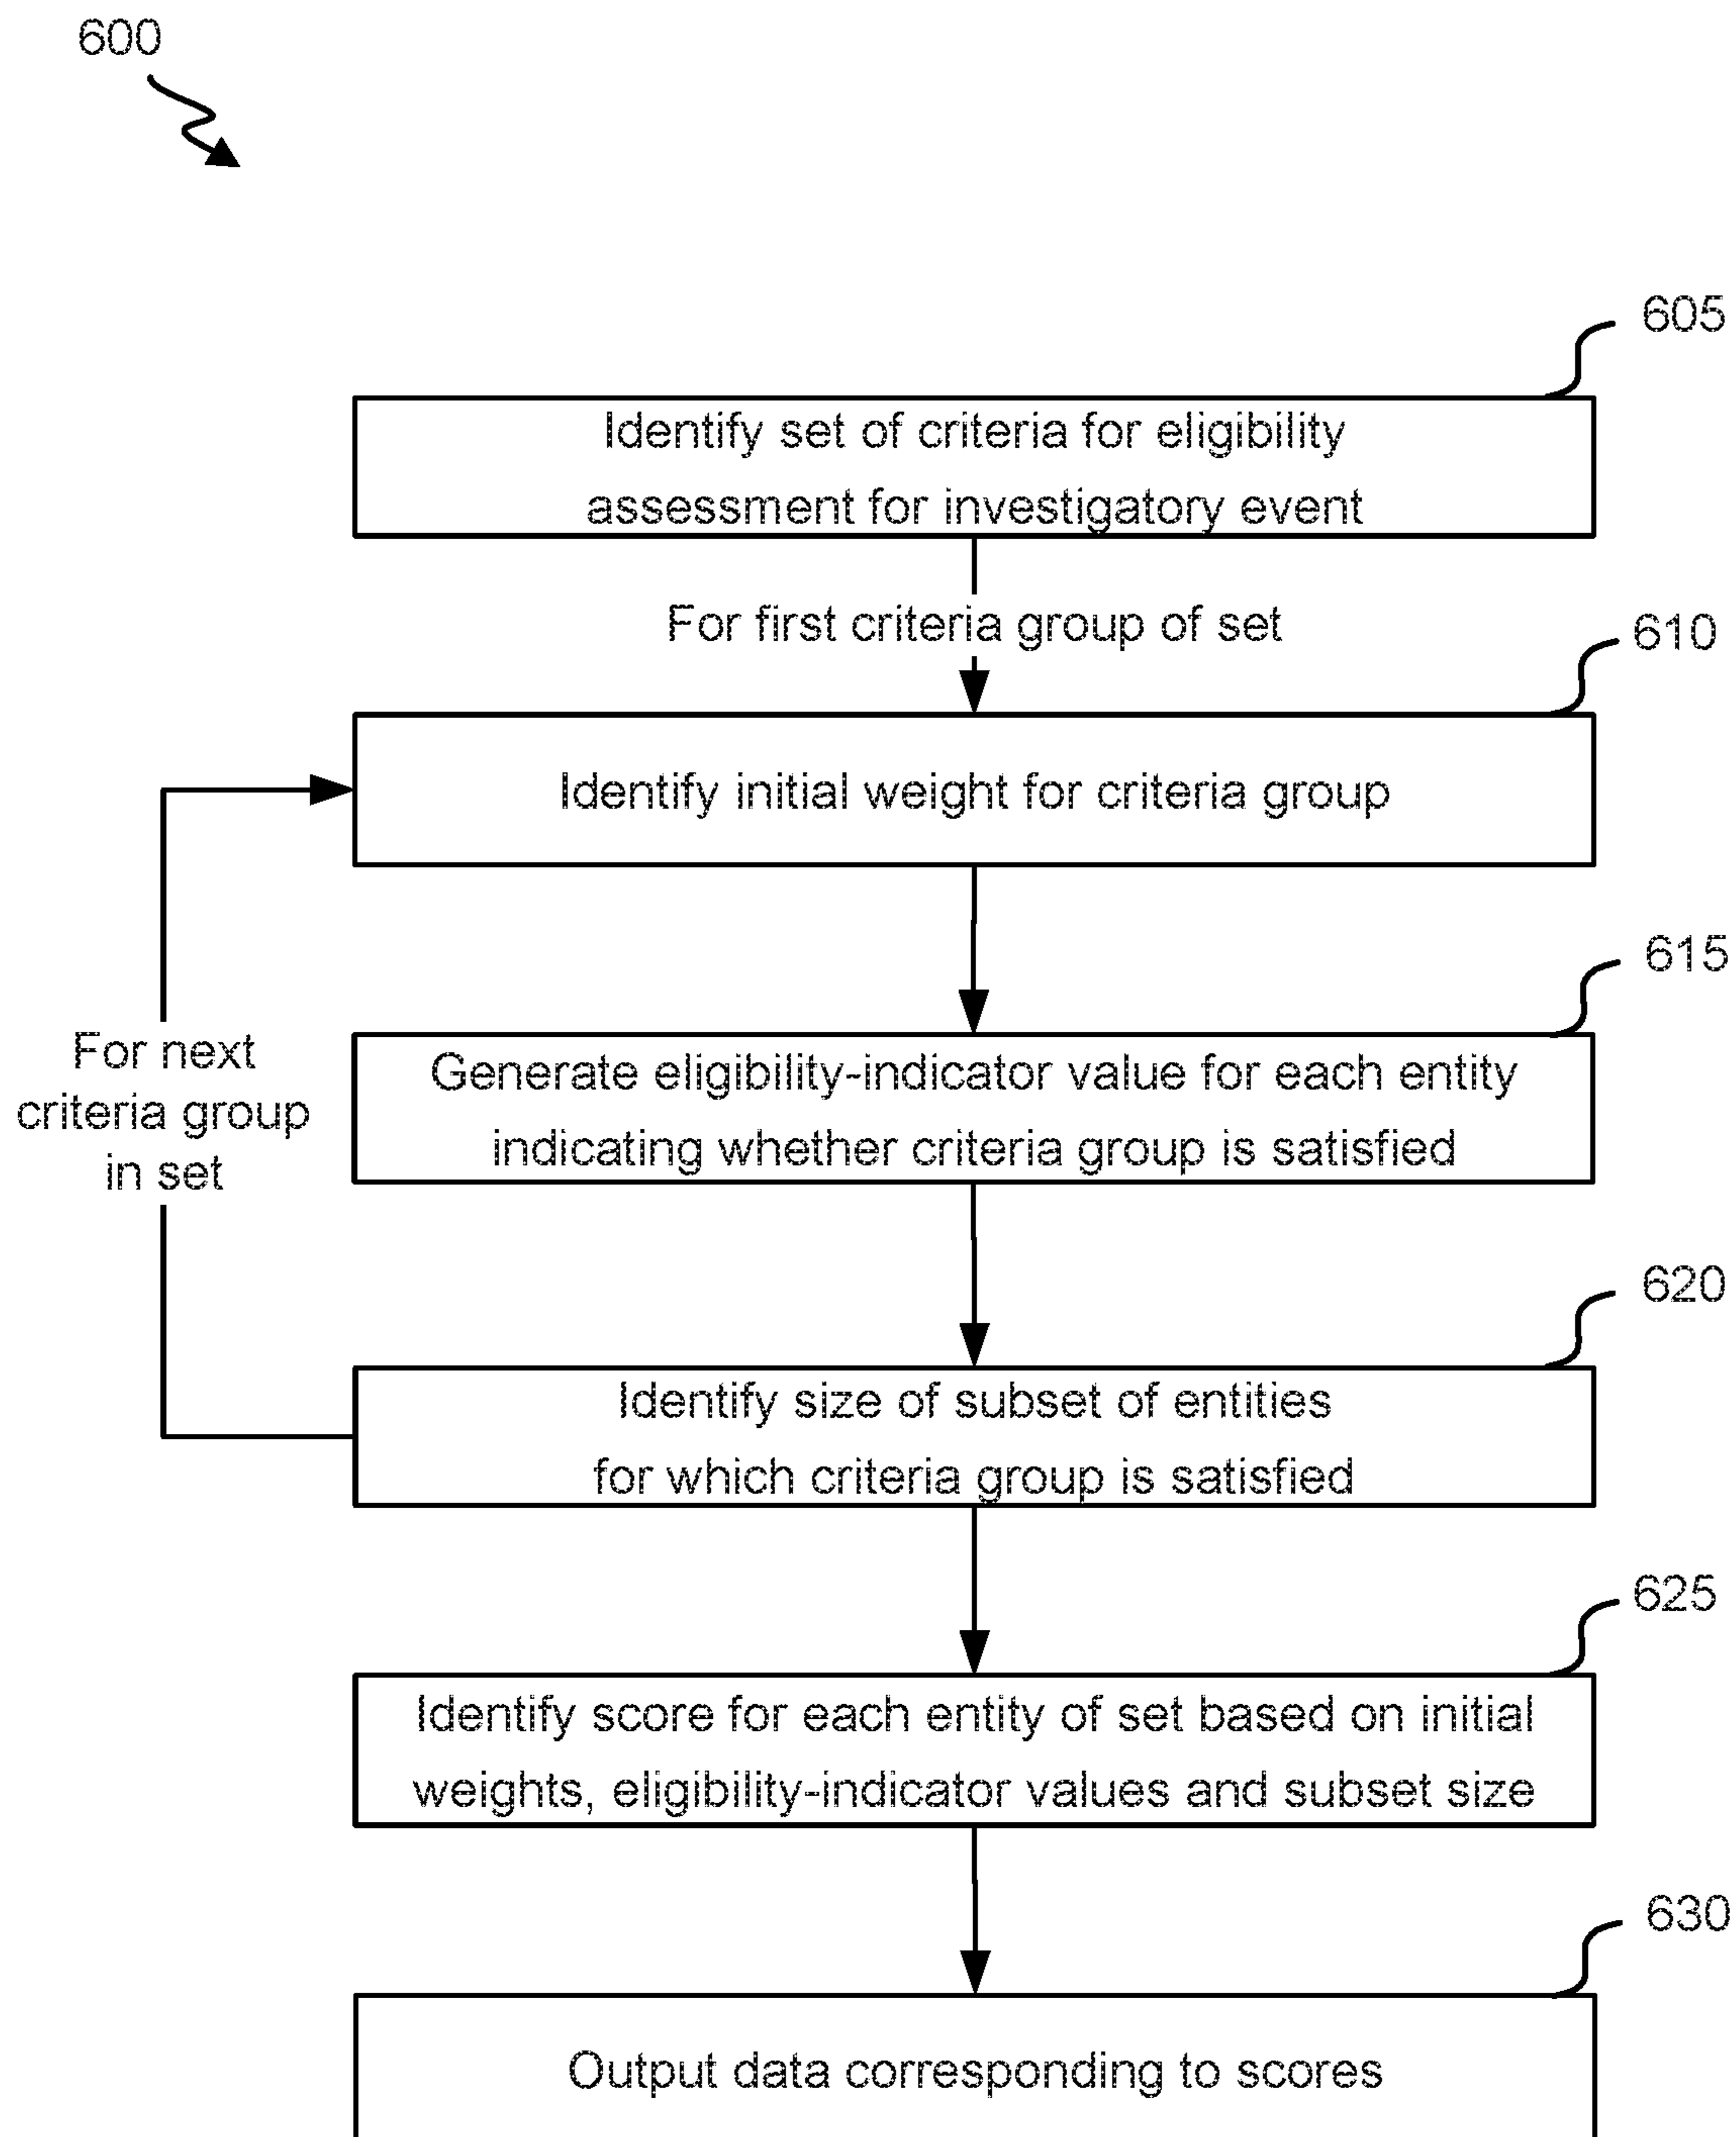 600
605
Identify set of criteria for eligibility
assessment for investigatory event
For first criteria group of set
610
Identify initial weight for criteria group
615
Generate eligibility-indicator value for each entity
indicating whether criteria group is satisfied
For next
criteria group
in set
620
Identify size of subset of entities
for which criteria group is satisfied
625
Identify score for each entity of set based on initial
weights, eligibility-indicator values and subset size
630
Output data corresponding to scores